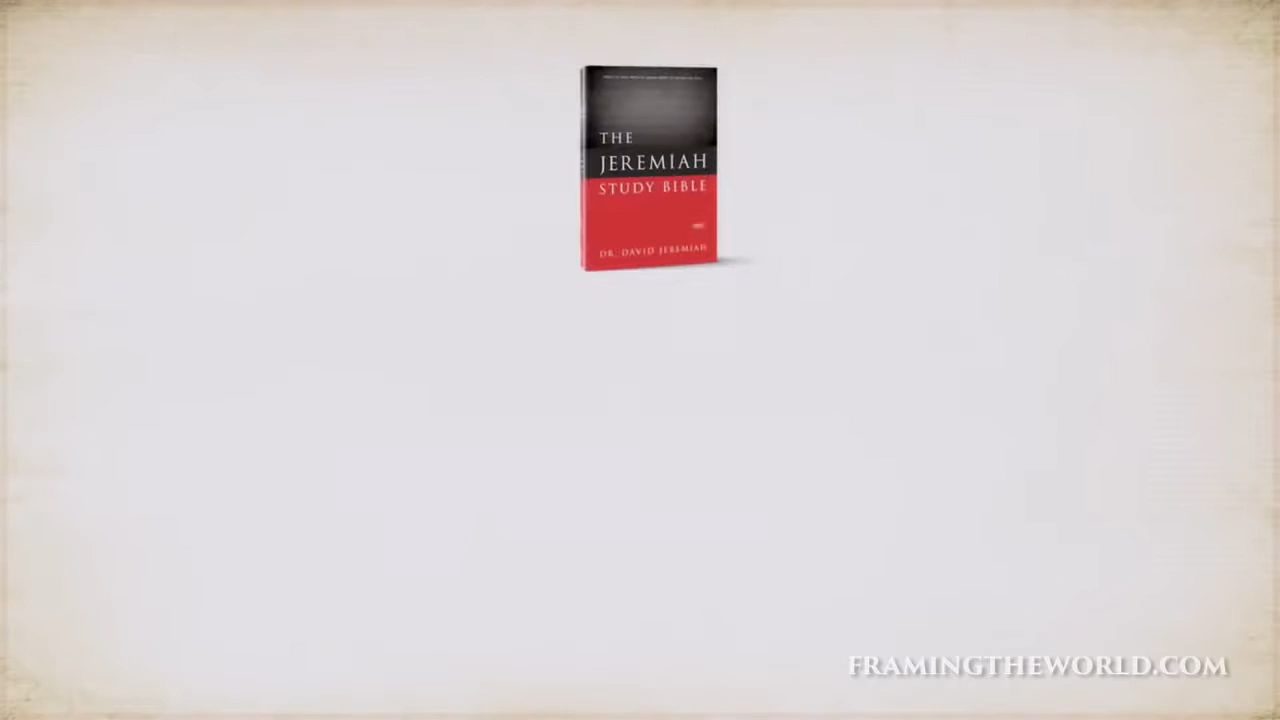 THE
JEREMIAH
STUDY BIBLE
DR. DAVID JEREMIAH
FRAMINGTHEWORLD.COM